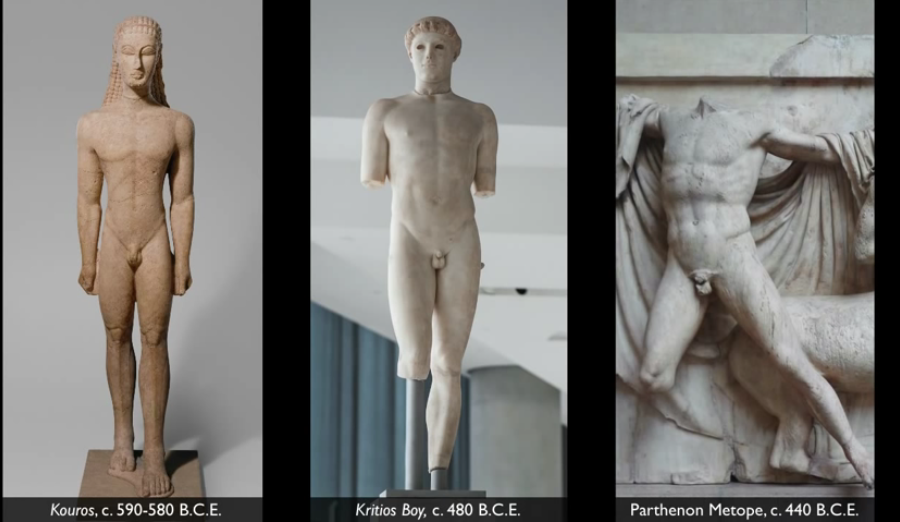 Kouros, c. 590-580 B.C.E.
Kritios Boy, c. 480 B.C.E.
Parthenon Metope, c. 440 B.C.E.